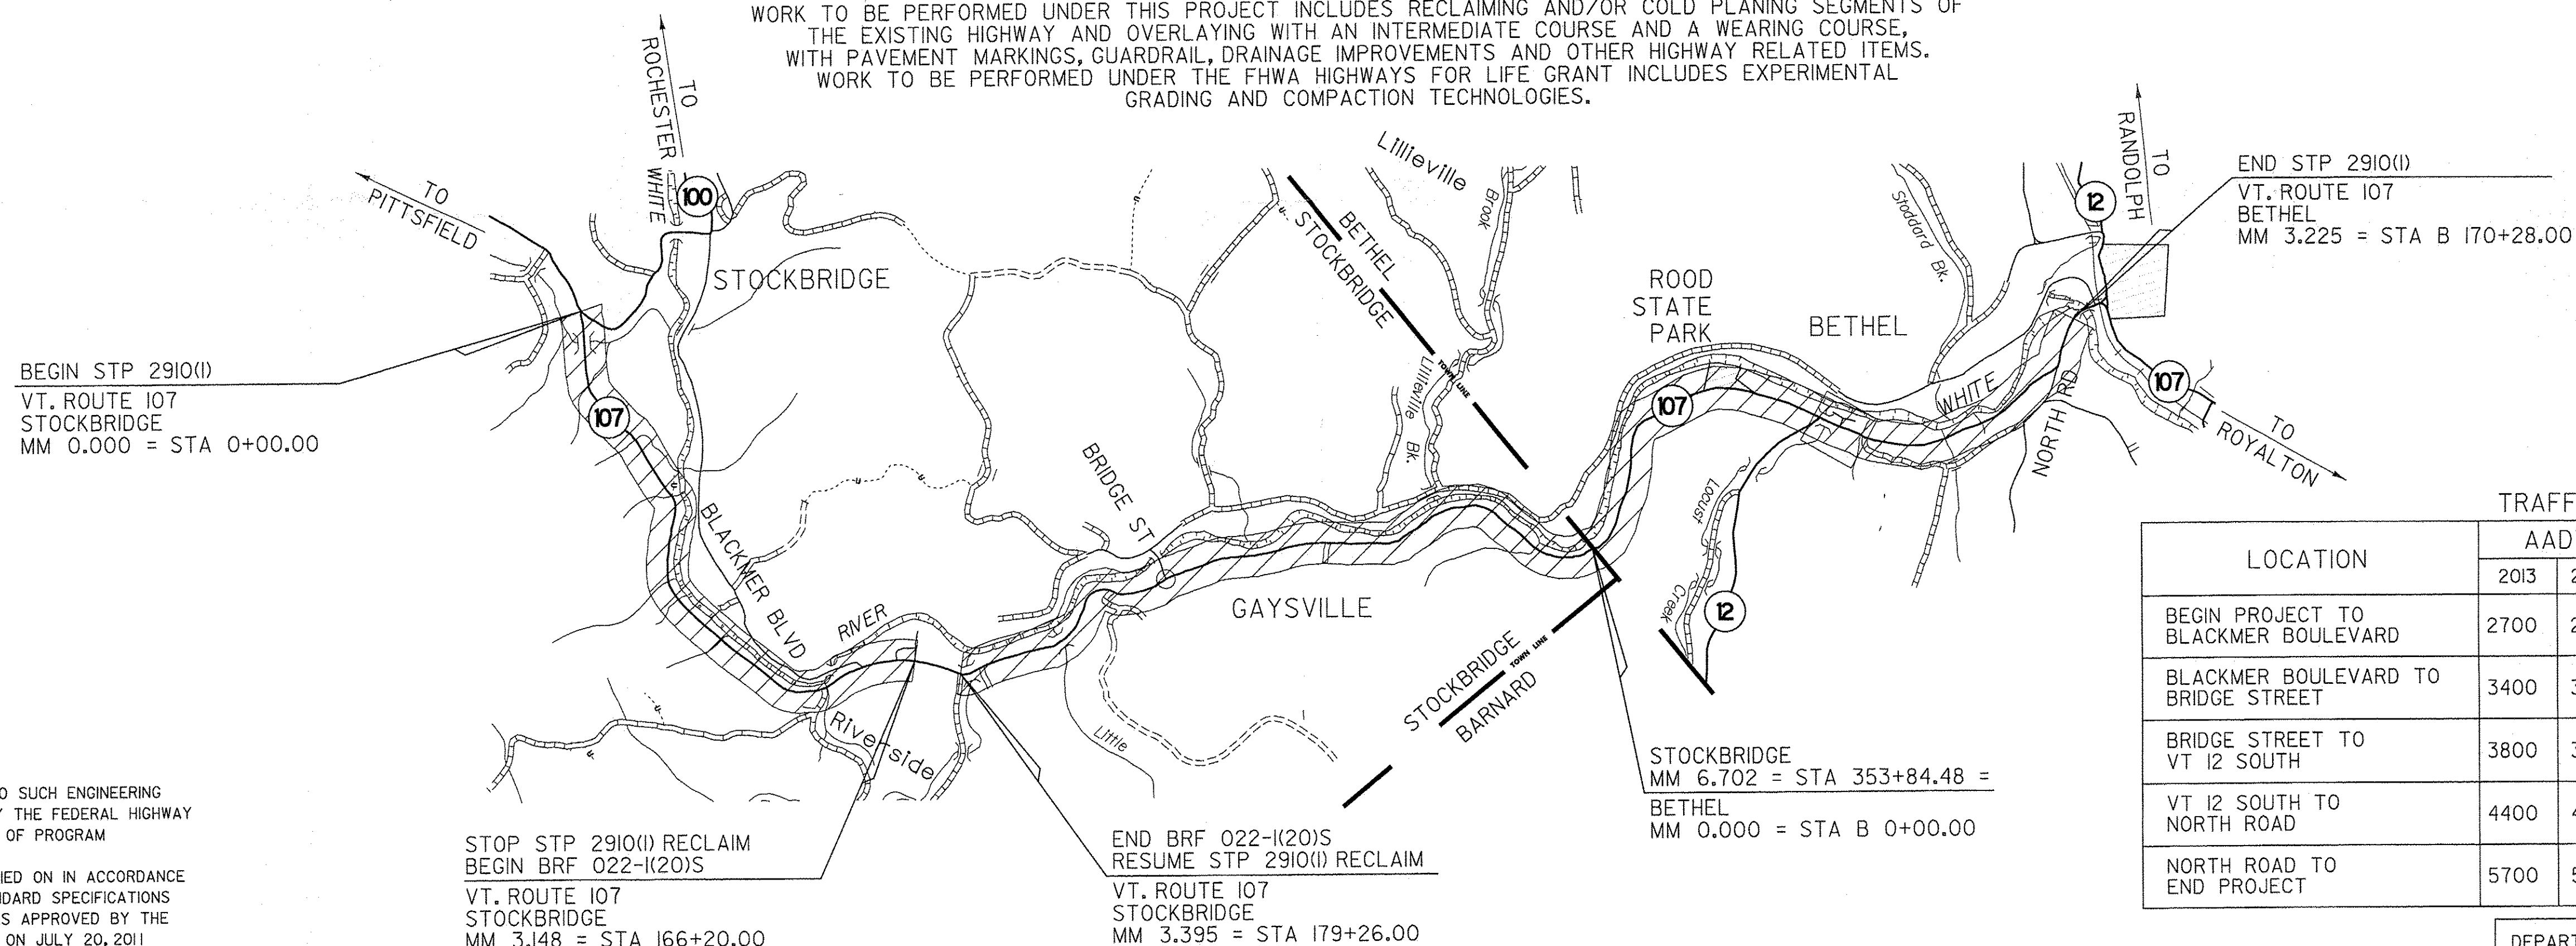 WORK TO BE PERFORMED UNDER THIS PROJECT INCLUDES RECLAIMING AND/OR COLD PLANING SEGMENTS OF
THE EXISTING HIGHWAY AND OVERLAYING WITH AN INTERMEDIATE COURSE AND A WEARING COURSE,
WITH PAVEMENT MARKINGS, GUARDRAIL, DRAINAGE IMPROVEMENTS AND OTHER HIGHWAY RELATED ITEMS.
WORK TO BE PERFORMED UNDER THE FHWA HIGHWAYS FOR LIFE GRANT INCLUDES EXPERIMENTAL
GRADING AND COMPACTION TECHNOLOGIES.
TO
PITTSFIELD
TO
ROCHESTER
WHITE
100
STOCKBRIDGE
BEGIN STP 2910(1)
VT. ROUTE 107
STOCKBRIDGE
MM 0.000 = STA 0+00.00
107
BLACKMER BLVD
RIVER
Riverside
BRIDGE ST
GAYSVILLE
Little
Lillieville
Brook
BETHEL
STOCKBRIDGE
TOWN LINE
Lillieville
Bk.
ROOD
STATE
PARK
BETHEL
107
Stoddard Bk.
WHITE
NORTH RD
12
TO
RANDOLPH
END STP 2910(1)
VT. ROUTE 107
BETHEL
MM 3.225 = STA B 170+28.00
107
TO
ROYALTON
Locust
Creek
12
STOCKBRIDGE
TOWN LINE
BARNARD
STOCKBRIDGE
MM 6.702 = STA 353+84.48 =
BETHEL
MM 0.000 = STA B 0+00.00
STOP STP 2910(1) RECLAIM
BEGIN BRF 022-1(20)S
VT. ROUTE 107
STOCKBRIDGE
MM 3.148 = STA 166+20.00
END BRF 022-1(20)S
RESUME STP 2910(1) RECLAIM
VT. ROUTE 107
STOCKBRIDGE
MM 3.395 = STA 179+26.00
O SUCH ENGINEERING
Y THE FEDERAL HIGHWAY
OF PROGRAM
IED ON IN ACCORDANCE
NDARD SPECIFICATIONS
S APPROVED BY THE
ON JULY 20, 2011
TRAFF
LOCATION AAD
2013 2
BEGIN PROJECT TO
BLACKMER BOULEVARD 2700 2
BLACKMER BOULEVARD TO
BRIDGE STREET 3400 3
BRIDGE STREET TO
VT 12 SOUTH 3800 3
VT 12 SOUTH TO
NORTH ROAD 4400 4
NORTH ROAD TO
END PROJECT 5700 5
DEPART